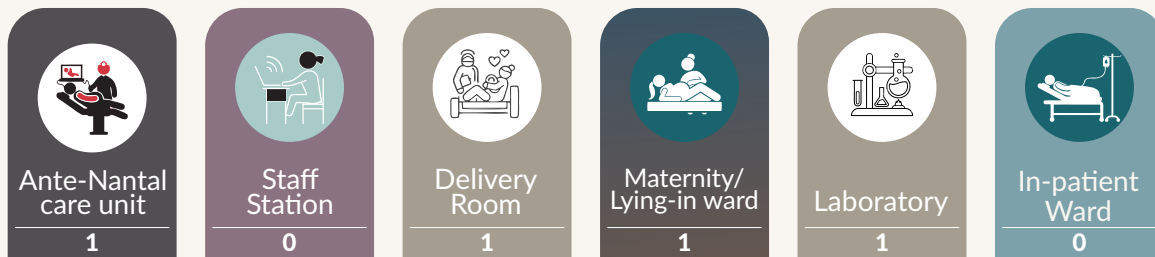 Ante-Nantal
care unit
1
Staff
Station
0
Delivery
Room
1
Maternity/
Lying-in ward
1
Laboratory
1
In-patient
Ward
0